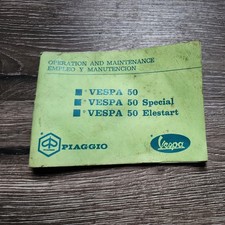 OPERATION AND MAINTENANCE
EMPLEO Y MANUTENCION
VESPA 50
VESPA 50 Special
VESPA 50 Elestart
PIAGGIO
Vespa